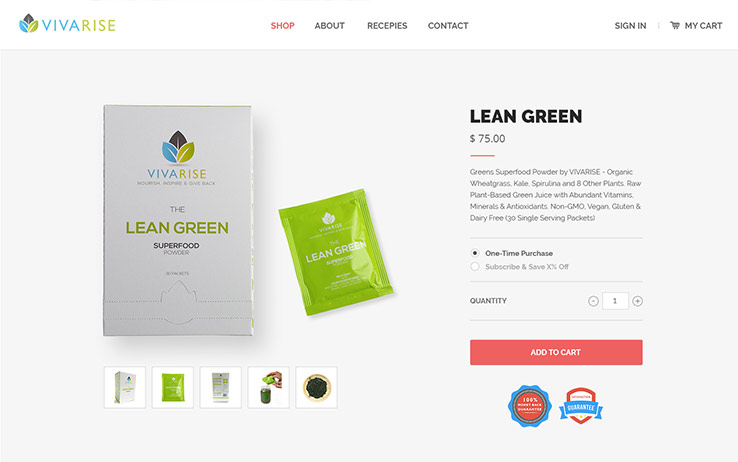 VIVARISE
SHOP
ABOUT
RECEPIES
CONTACT
SIGN IN
MY CART
VIVARISE
NOURISH, INSPIRE & GIVE BACK
THE
LEAN GREEN
SUPERFOOD
POWDER
VIVARISE
THE
LEAN GREEN
SUPERFOOD
POWDER
LEAN GREEN
$ 75.00
Greens Superfood Powder by VIVARISE - Organic
Wheatgrass, Kale, Spirulina and 8 Other Plants. Raw
Plant-Based Green Juice with Abundant Vitamins,
Minerals & Antioxidants. Non-GMO, Vegan, Gluten &
Dairy Free (30 Single Serving Packets)
One-Time Purchase
Subscribe & Save X% Off
QUANTITY
- 1 +
ADD TO CART
100%
MONEY BACK
GUARANTEE
SATISFACTION
GUARANTEE